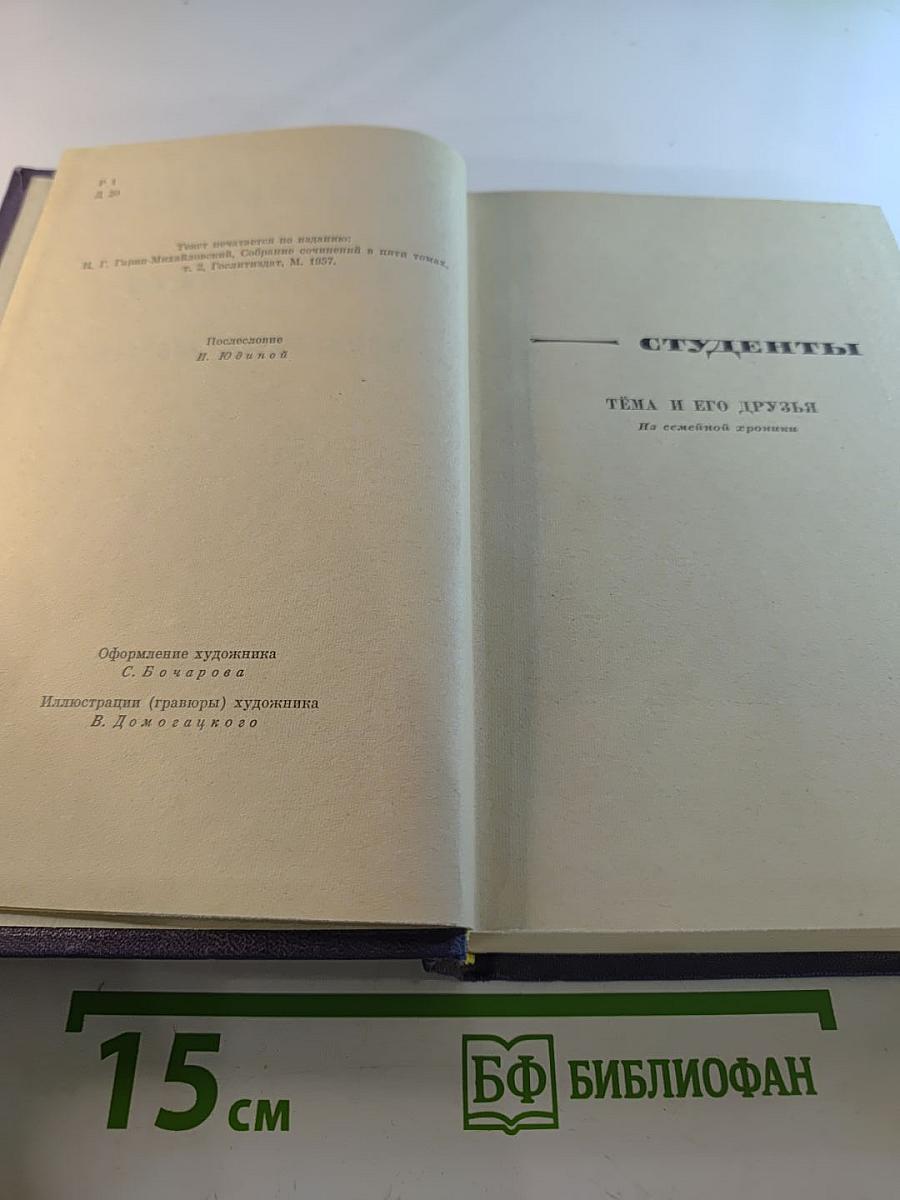 Р 1
Д 20
Текст печатается по изданию:
Н. Г. Гарин-Михайловский, Собрание сочинений в пяти томах,
т. 2, Гослитиздат, М. 1957.
Послесловие
И. Юдиной
Оформление художника
С. Бочарова
Иллюстрации (гравюры) художника
В. Домогацкого
СТУДЕНТЫ
ТЁМА И ЕГО ДРУЗЬЯ
Из семейной хроники
15 см
БФ БИБЛИОФАН